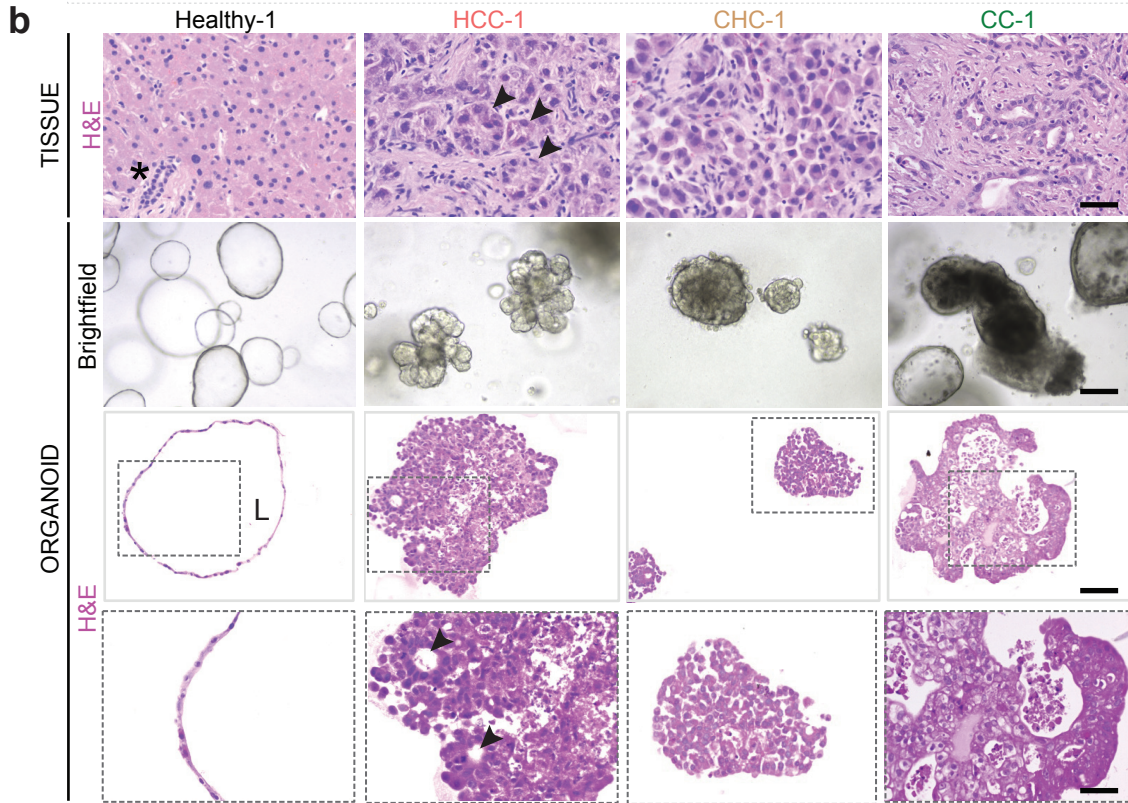 b
Healthy-1 HCC-1 CHC-1 CC-1
TISSUE
H&E
*
Brightfield
ORGANOID
L
H&E